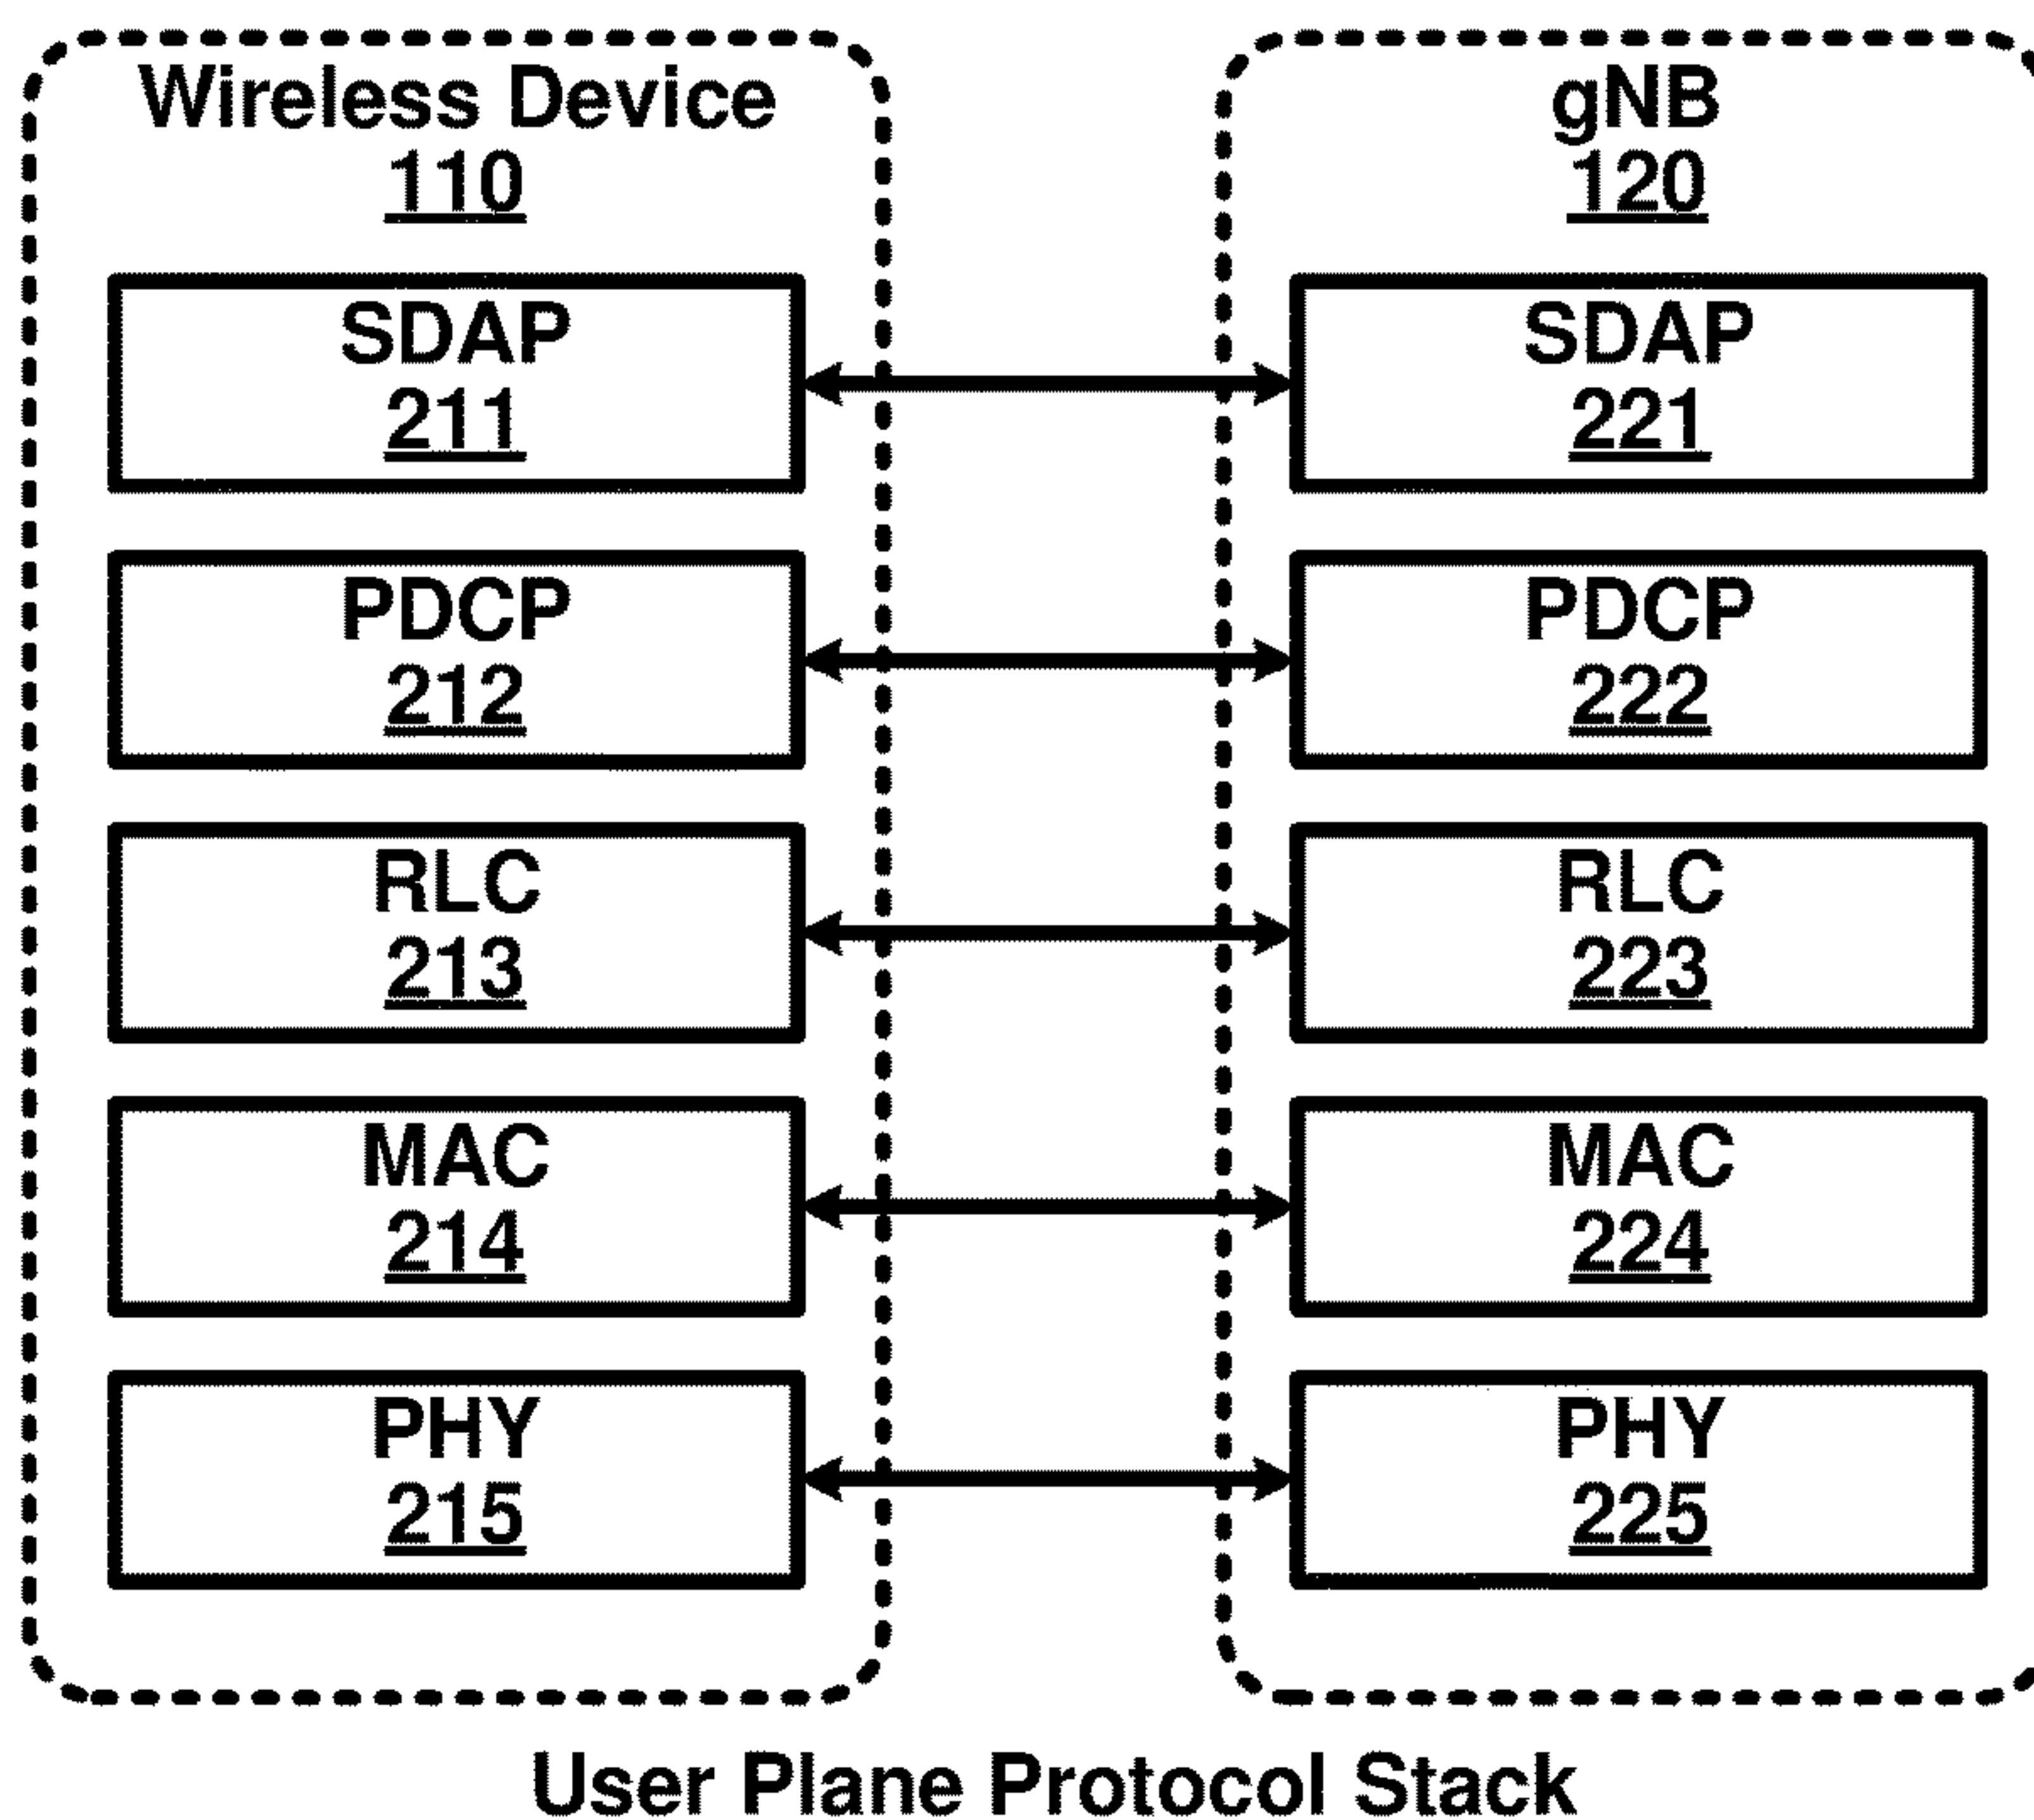 Wireless Device
110
gNB
120
SDAP
211
SDAP
221
PDCP
212
PDCP
222
RLC
213
RLC
223
MAC
214
MAC
224
PHY
215
PHY
225
User Plane Protocol Stack